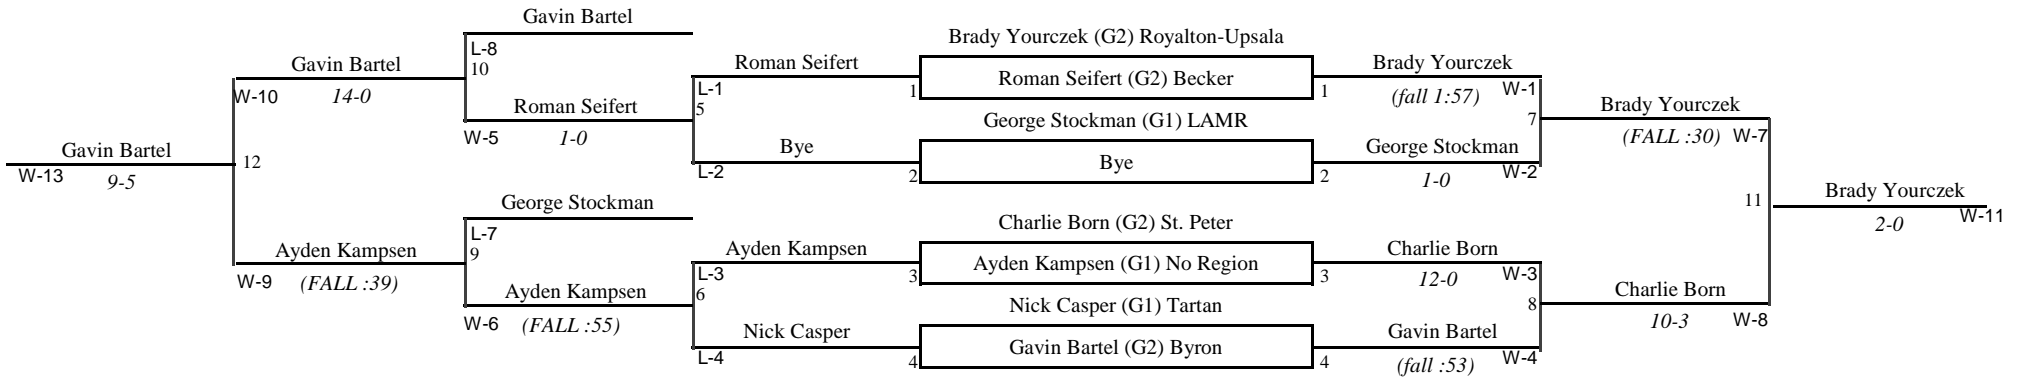 Gavin Bartel
L-8
10
Gavin Bartel
W-10
14-0
Roman Seifert
W-5
1-0
Gavin Bartel
W-13
9-5
12
George Stockman
L-7
9
Ayden Kampsen
W-9
(FALL :39)
Ayden Kampsen
W-6
(FALL :55)
Roman Seifert
L-1
5
1
Bye
L-2
2
Ayden Kampsen
L-3
6
3
Nick Casper
L-4
4
Brady Yourczek (G2) Royalton-Upsala
Roman Seifert (G2) Becker
George Stockman (G1) LAMR
Bye
Charlie Born (G2) St. Peter
Ayden Kampsen (G1) No Region
Nick Casper (G1) Tartan
Gavin Bartel (G2) Byron
Brady Yourczek
1
(fall 1:57)
W-1
7
George Stockman
2
1-0
W-2
Charlie Born
3
12-0
W-3
8
Gavin Bartel
4
(fall :53)
W-4
Brady Yourczek
(FALL :30)
W-7
11
Charlie Born
10-3
W-8
Brady Yourczek
2-0
W-11